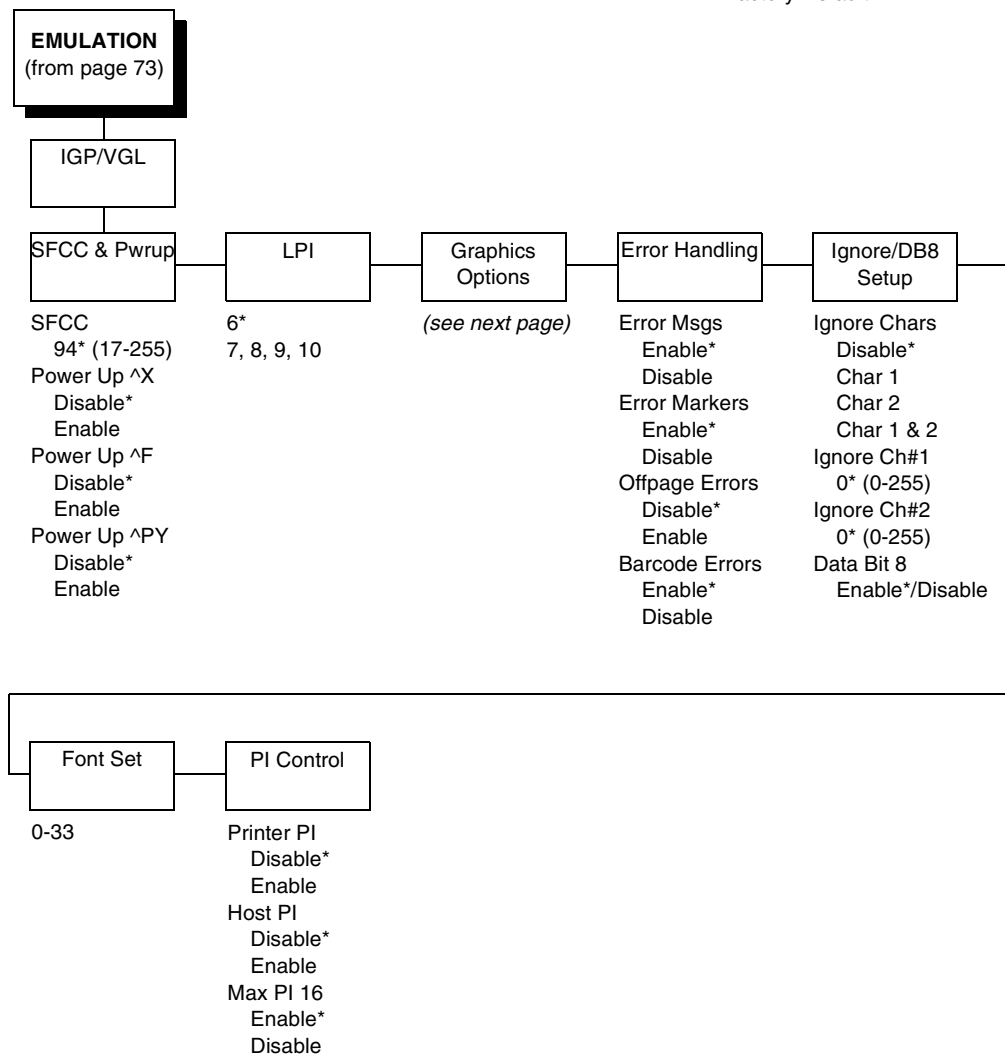 EMULATION
(from page 73)
IGP/VGL
SFCC & Pwrup
LPI
Graphics
Options
Error Handling
Ignore/DB8
Setup
SFCC
94* (17-255)
Power Up ^X
Disable*
Enable
Power Up ^F
Disable*
Enable
Power Up ^PY
Disable*
Enable
6*
7, 8, 9, 10
(see next page)
Error Msgs
Enable*
Disable
Error Markers
Enable*
Disable
Offpage Errors
Disable*
Enable
Barcode Errors
Enable*
Disable
Ignore Chars
Disable*
Char 1
Char 2
Char 1 & 2
Ignore Ch#1
0* (0-255)
Ignore Ch#2
0* (0-255)
Data Bit 8
Enable*/Disable
Font Set
PI Control
0-33
Printer PI
Disable*
Enable
Host PI
Disable*
Enable
Max PI 16
Enable*
Disable